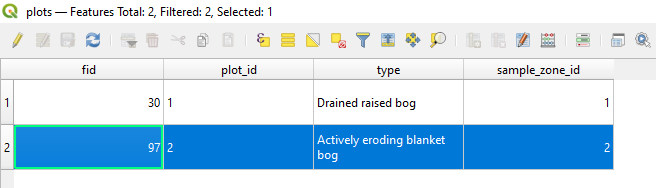 plots — Features Total: 2, Filtered: 2, Selected: 1
fid plot_id type sample_zone_id
1 30 1 Drained raised bog 1
2 97 2 Actively eroding blanket
bog 2